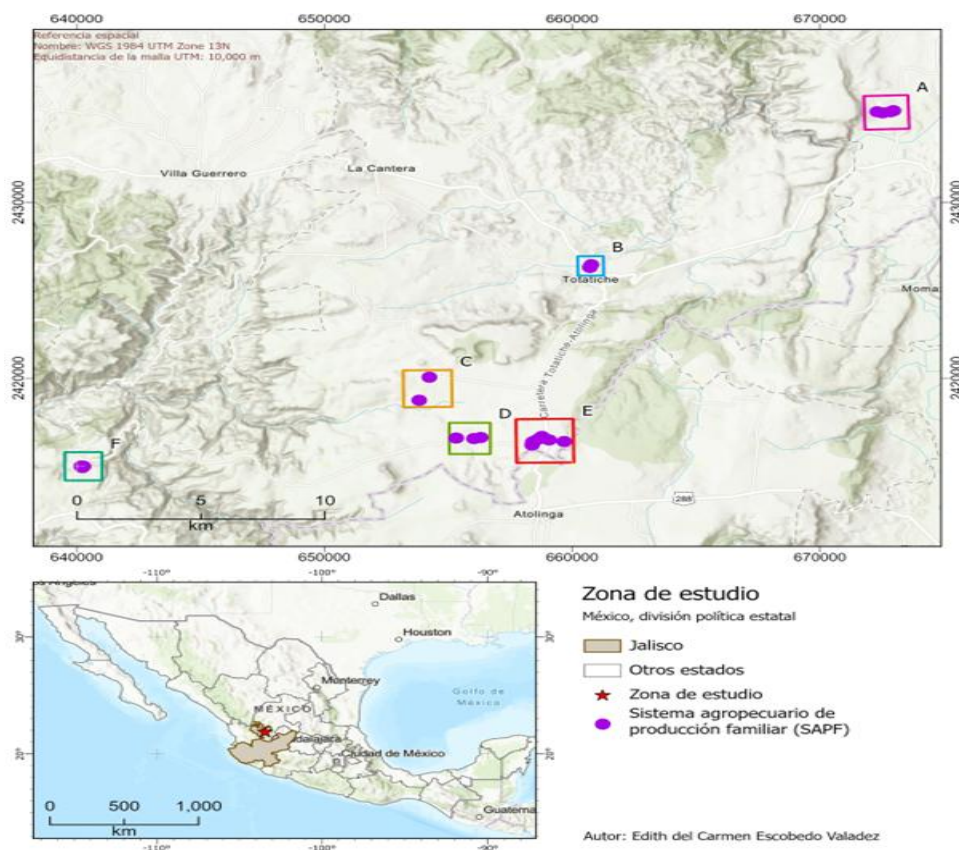 640000 650000 660000 670000
Referencia espacial
Nombre: WGS 1984 UTM Zone 13N
Equidistancia de la malla UTM: 10,000 m
A
Villa Guerrero
La Cantera
2430000
2430000
B
Totatiche
Moma
Carretera Totatiche-Atolinga
C
2420000
2420000
D
E
F
0 5 10
km
288
Atolinga
640000 650000 660000 670000
-110° -100° -90°
Los Angeles
Dallas
Houston
30°
30°
Monterrey
Golfo de
México
MÉXICO
Guadalajara
Ciudad de México
20°
20°
Guatema
0 500 1,000
km
-110° -100° -90°
Zona de estudio
México, división política estatal
Jalisco
Otros estados
Zona de estudio
Sistema agropecuario de
producción familiar (SAPF)
Autor: Edith del Carmen Escobedo Valadez